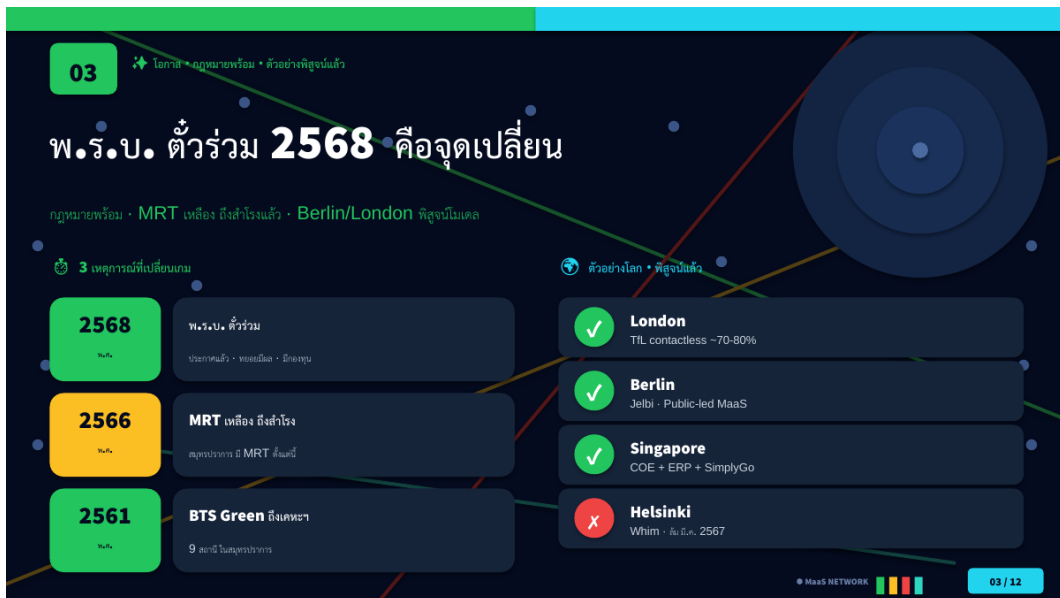 03
✨ โอกาส • กฎหมายพร้อม • ตัวอย่างพิสูจน์แล้ว
พ.ร.บ. ตั๋วร่วม 2568 คือจุดเปลี่ยน
กฎหมายพร้อม · MRT เหลือง ถึงสำโรงแล้ว · Berlin/London พิสูจน์โมเดล
⏱ 3 เหตุการณ์ที่เปลี่ยนเกม
2568
พ.ศ.
พ.ร.บ. ตั๋วร่วม
ประกาศแล้ว · ทยอยมีผล · มีกองทุน
2566
พ.ศ.
MRT เหลือง ถึงสำโรง
สมุทรปราการ มี MRT ตั้งแต่นี้
2561
พ.ศ.
BTS Green ถึงเคหะฯ
9 สถานี ในสมุทรปราการ
🌍 ตัวอย่างโลก • พิสูจน์แล้ว
✓ London
TfL contactless ~70-80%
✓ Berlin
Jelbi · Public-led MaaS
✓ Singapore
COE + ERP + SimplyGo
✗ Helsinki
Whim · ล้ม มี.ค. 2567
MaaS NETWORK
03 / 12